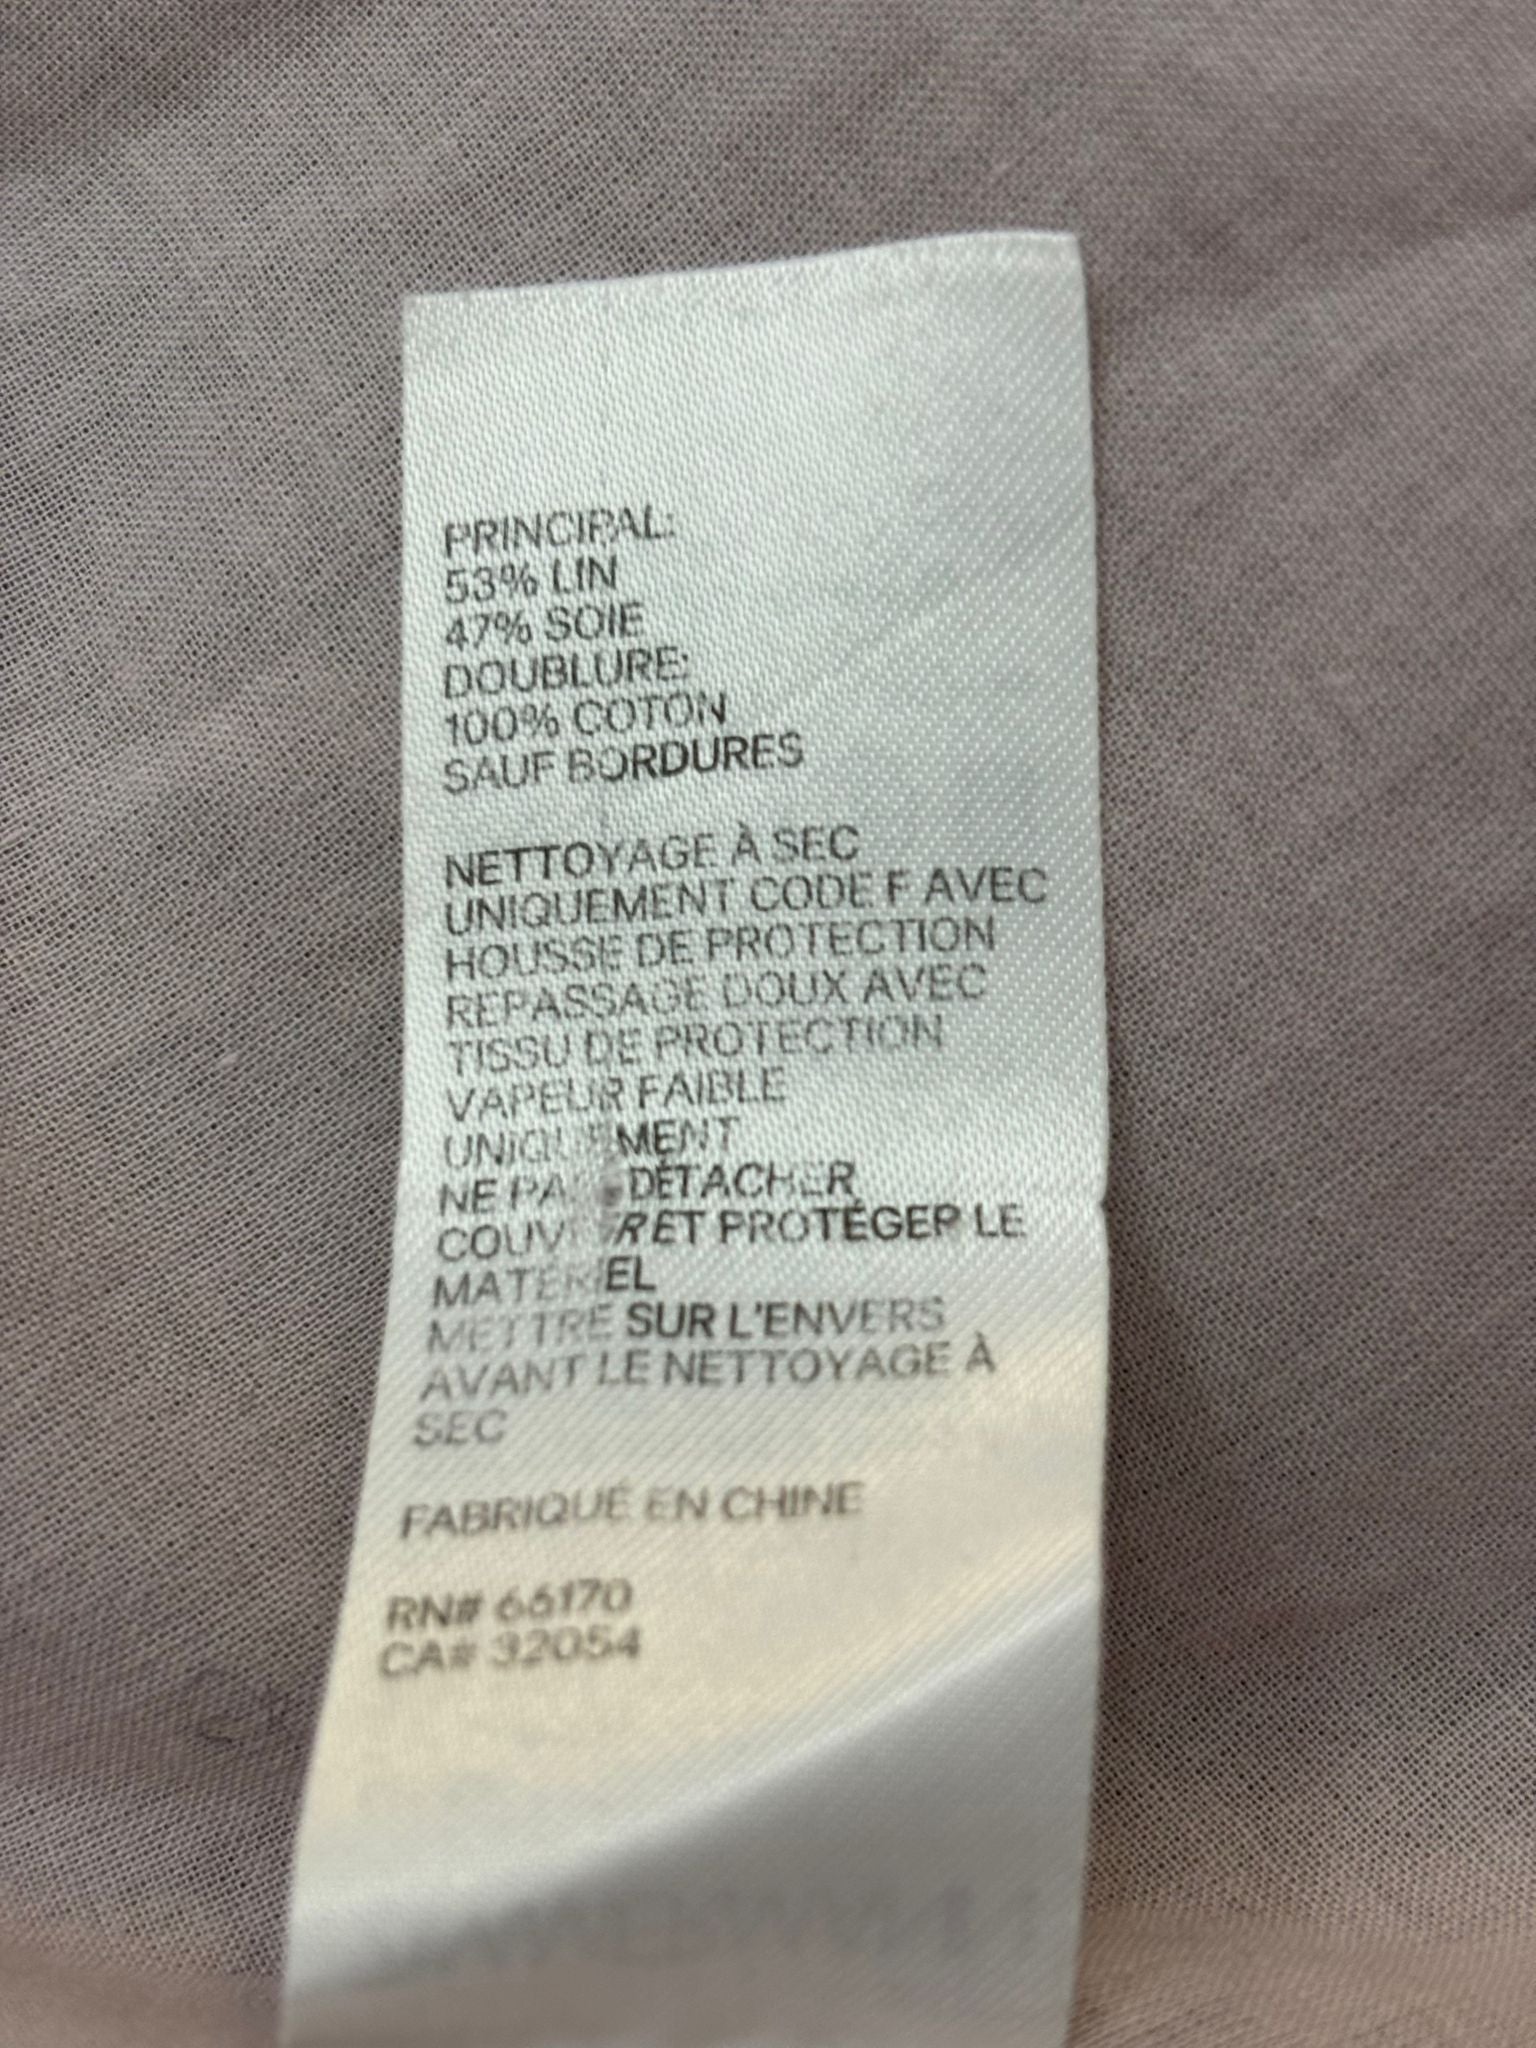 PRINCIPAL:
53% LIN
47% SOIE
DOUBLURE:
100% COTON
SAUF BORDURES
NETTOYAGE À SEC
UNIQUEMENT CODE F AVEC
HOUSSE DE PROTECTION
REPASSAGE DOUX AVEC
TISSU DE PROTECTION
VAPEUR FAIBLE
UNIQUEMENT
NE PAS DÉTACHER
COUVRIR ET PROTÉGER LE
MATÉRIEL
METTRE SUR L'ENVERS
AVANT LE NETTOYAGE À
SEC
FABRIQUÉ EN CHINE
RN# 66170
CA# 32054